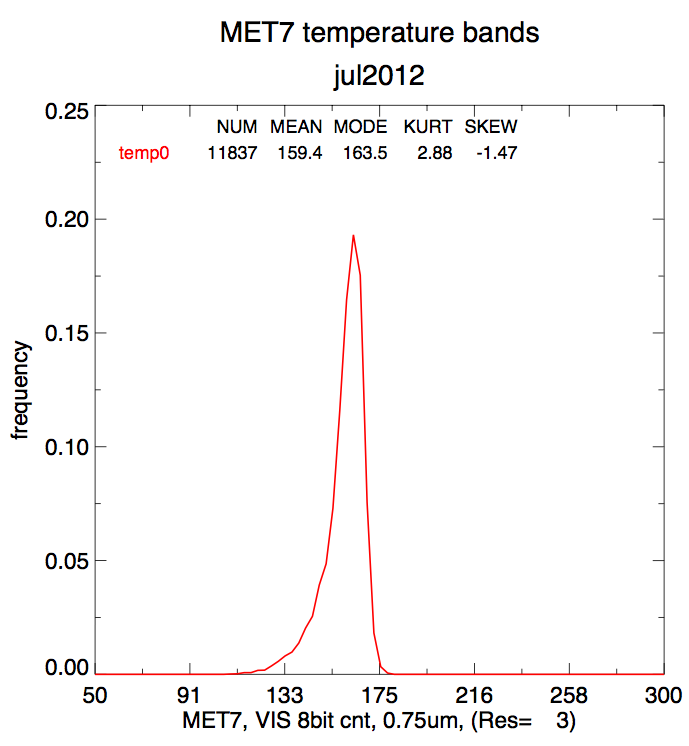 MET7 temperature bands
jul2012
0.25
NUM MEAN MODE KURT SKEW
temp0 11837 159.4 163.5 2.88 -1.47
0.20
0.15
frequency
0.10
0.05
0.00
50 91 133 175 216 258 300
MET7, VIS 8bit cnt, 0.75um, (Res= 3)